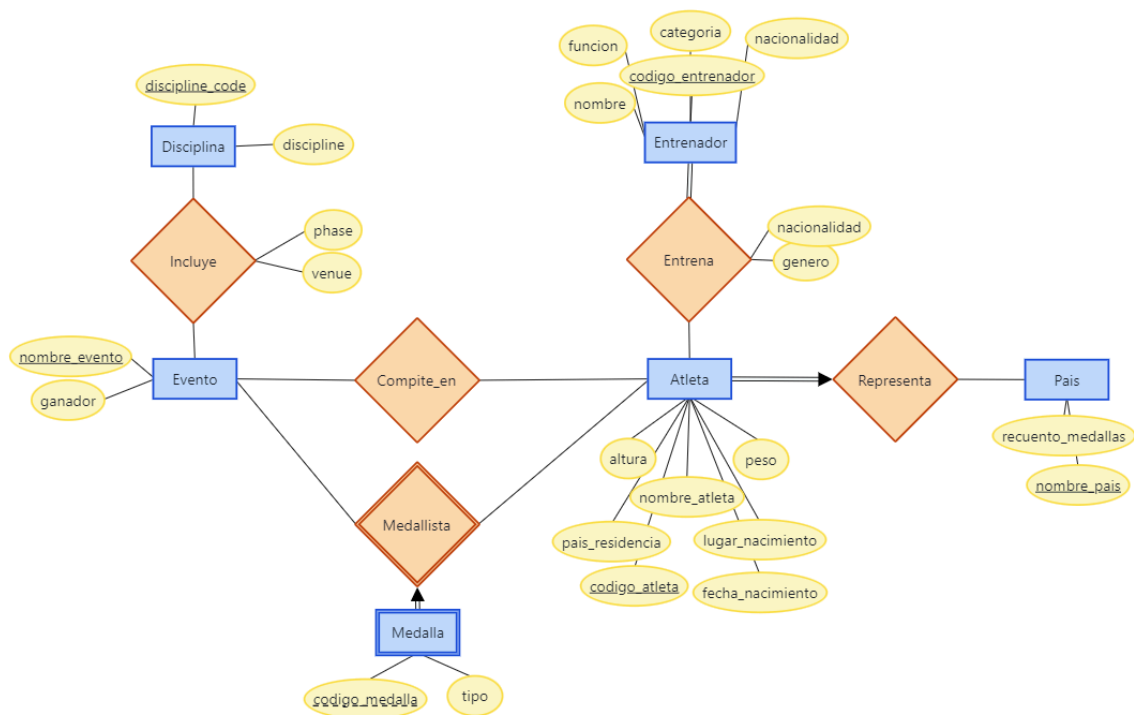 categoria
funcion
nacionalidad
codigo_entrenador
discipline_code
nombre
Disciplina
discipline
Entrenador
phase
nacionalidad
Incluye
venue
Entrena
genero
nombre_evento
Evento
Compite_en
Atleta
Representa
Pais
ganador
recuento_medallas
altura
peso
nombre_atleta
nombre_pais
Medallista
pais_residencia
lugar_nacimiento
codigo_atleta
fecha_nacimiento
Medalla
codigo_medalla
tipo